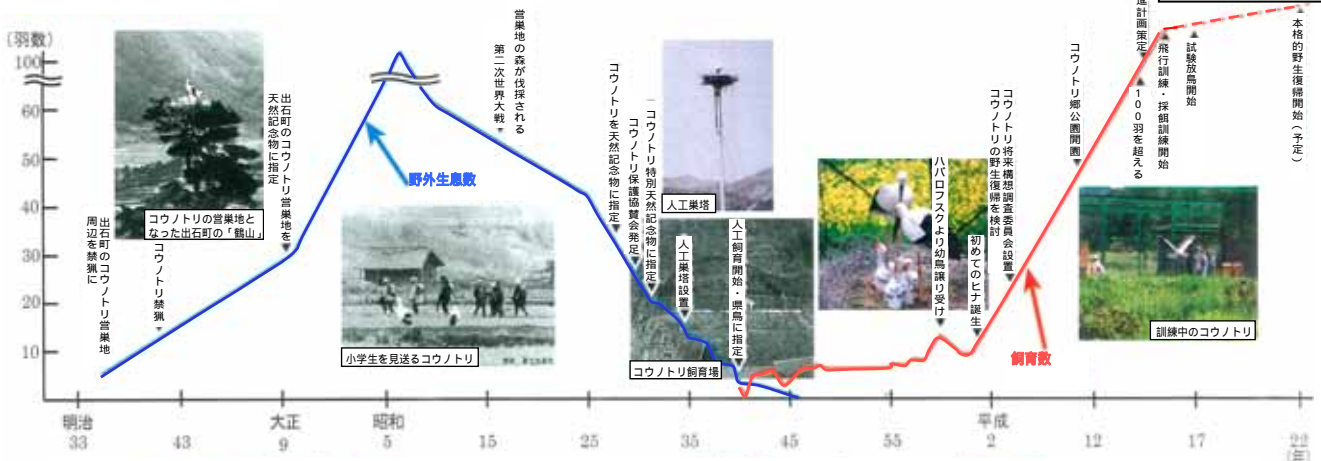 (羽数)
100
60
50
40
30
20
10
出石町のコウノトリ営巣地
周辺を禁猟に
コウノトリ禁猟
コウノトリの営巣地と
なった出石町の「鶴山」
出石町のコウノトリ営巣地を
天然記念物に指定
野外生息数
小学生を見送るコウノトリ
営巣地の森が伐採される
第二次世界大戦
コウノトリを天然記念物に指定
コウノトリ保護協賛会発足
コウノトリ特別天然記念物に指定
人工巣塔
人工巣塔設置
コウノトリ飼育場
人工飼育開始・県鳥に指定
ハバロフスクより幼鳥譲り受け
初めてのヒナ誕生
コウノトリ将来構想調査委員会設置
コウノトリの野生復帰を検討
飼育数
コウノトリ郷公園開園
進計画策定
100羽を超える
飛行訓練・採餌訓練開始
試験放鳥開始
本格的野生復帰開始(予定)
訓練中のコウノトリ
明治
33
43
大正
9
昭和
5
15
25
35
45
55
平成
2
12
17
22
(年)